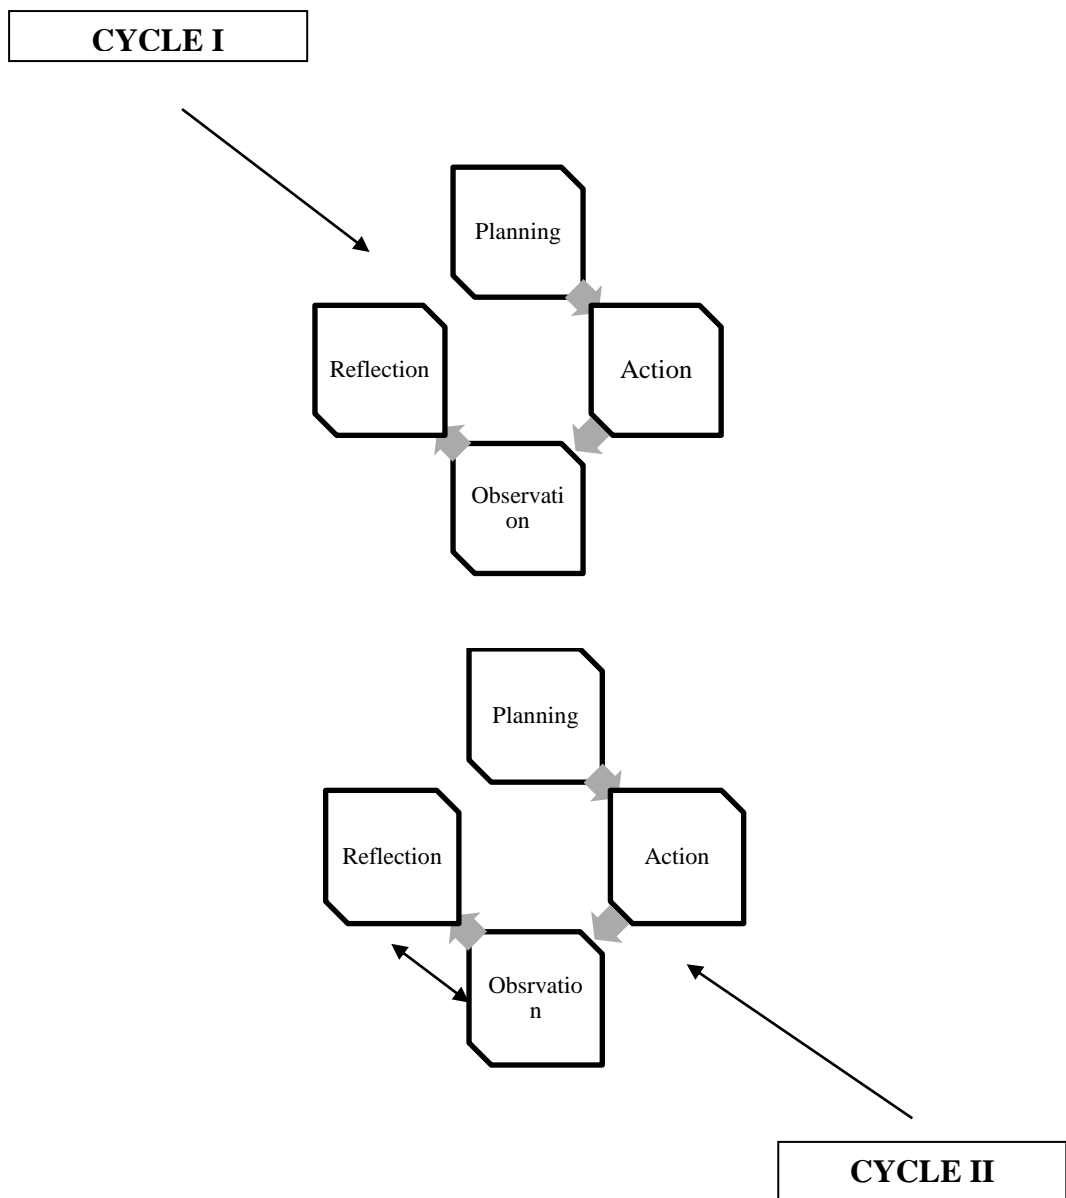 CYCLE I
Planning
Reflection
Action
Observati
on
Planning
Reflection
Action
Obsrvatio
n
CYCLE II